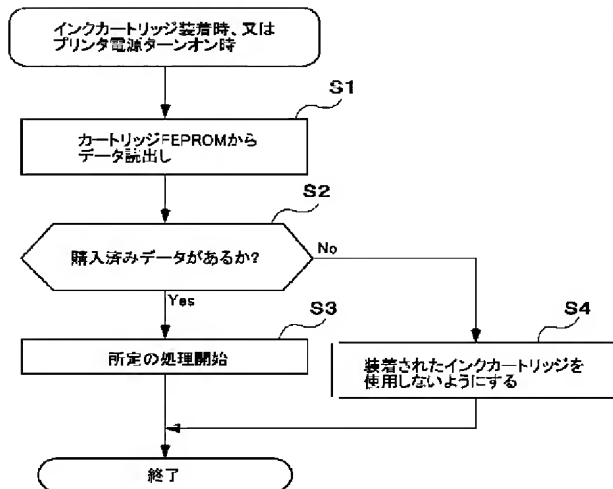 インクカートリッジ装着時、又は
プリンタ電源ターンオン時
S1
カートリッジFEPROMから
データ読出し
S2
購入済みデータがあるか?
No
Yes
S3
所定の処理開始
S4
装着されたインクカートリッジを
使用しないようにする
終了